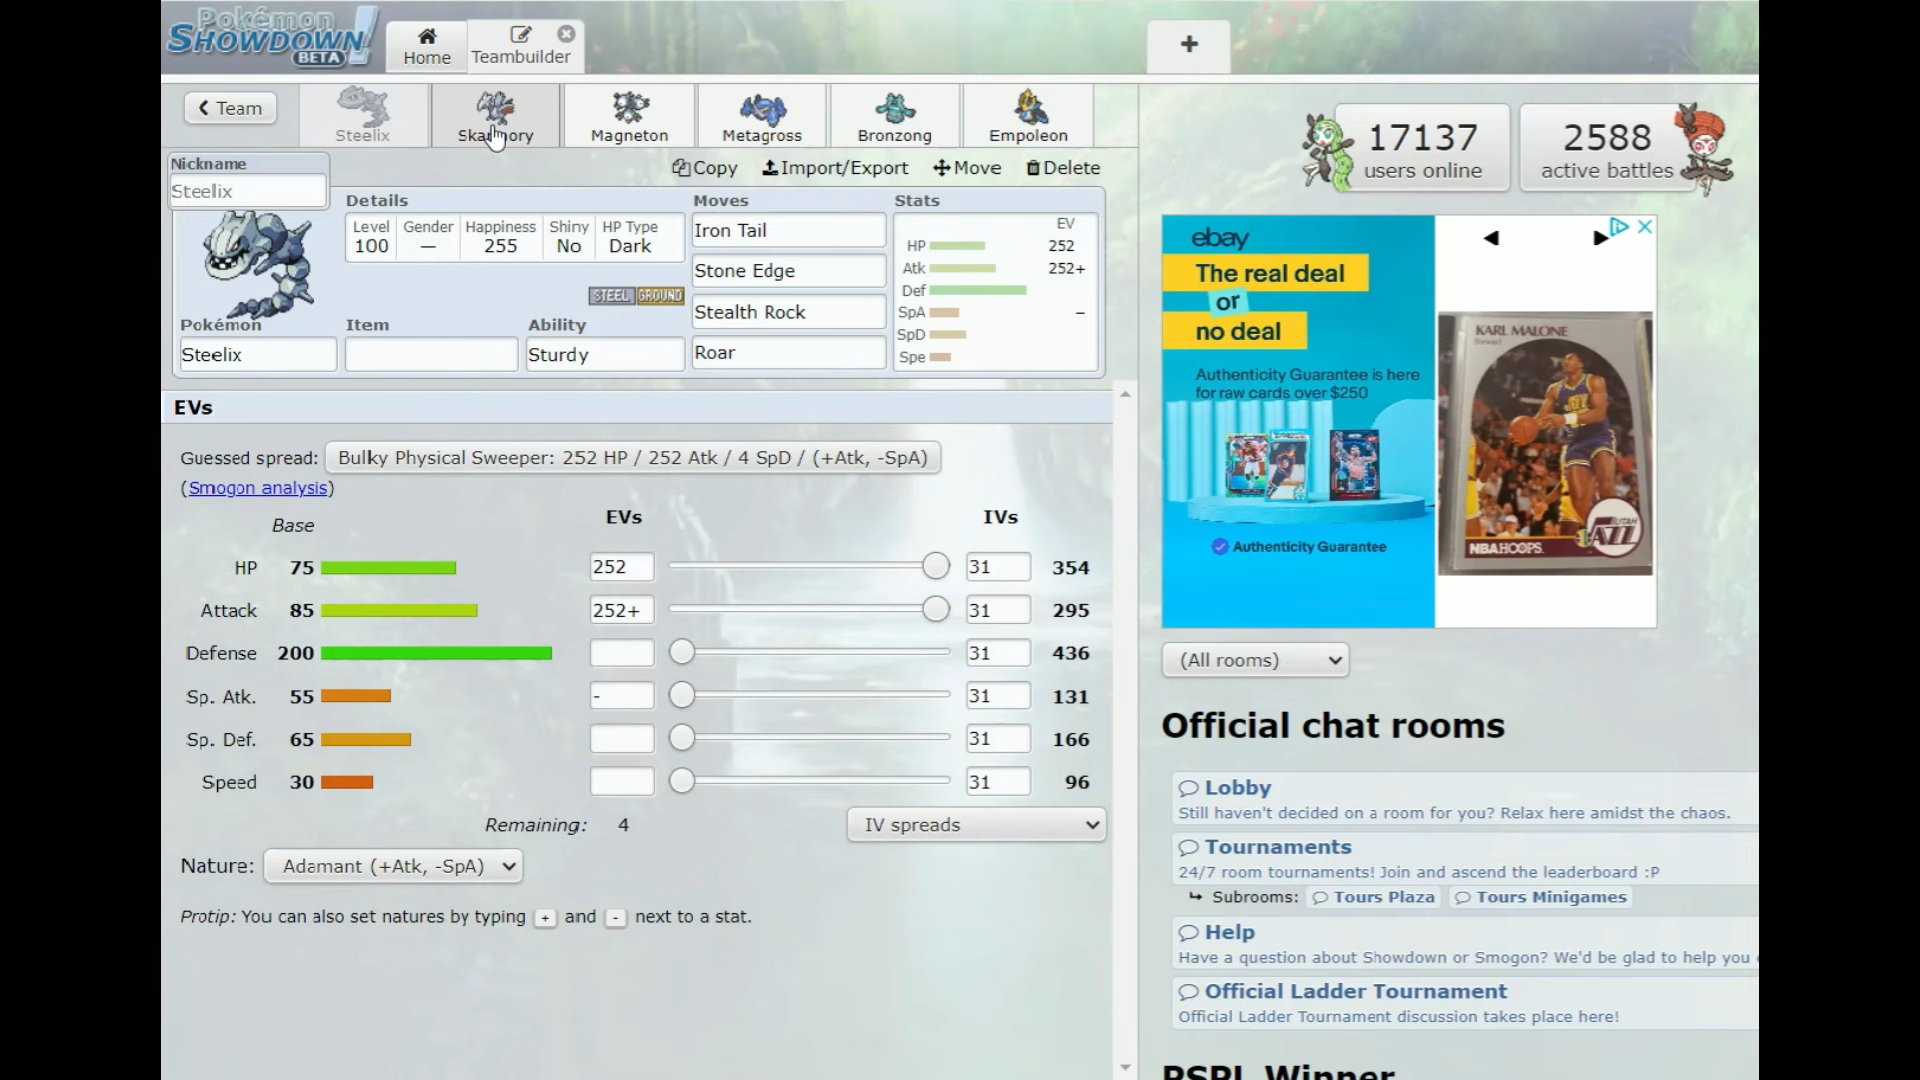 Pokémon
SHOWDOWN!
BETA
Home
Teambuilder
+
Team
Steelix
Skarmory
Magneton
Metagross
Bronzong
Empoleon
Copy
Import/Export
Move
Delete
Nickname
Steelix
Details
Level
100
Gender
—
Happiness
255
Shiny
No
HP Type
Dark
STEEL GROUND
Pokémon
Steelix
Item
Ability
Sturdy
Moves
Iron Tail
Stone Edge
Stealth Rock
Roar
Stats
EV
HP 252
Atk 252+
Def
SpA –
SpD
Spe
EVs
Guessed spread: Bulky Physical Sweeper: 252 HP / 252 Atk / 4 SpD / (+Atk, -SpA)
(Smogon analysis)
Base EVs IVs
HP 75 252 31 354
Attack 85 252+ 31 295
Defense 200 31 436
Sp. Atk. 55 - 31 131
Sp. Def. 65 31 166
Speed 30 31 96
Remaining: 4
IV spreads
Nature: Adamant (+Atk, -SpA)
Protip: You can also set natures by typing + and - next to a stat.
17137
users online
2588
active battles
ebay
The real deal
or
no deal
Authenticity Guarantee is here
for raw cards over $250
Authenticity Guarantee
KARL MALONE
Forward
UTAH
JAZZ
NBA HOOPS
(All rooms)
Official chat rooms
Lobby
Still haven't decided on a room for you? Relax here amidst the chaos.
Tournaments
24/7 room tournaments! Join and ascend the leaderboard :P
Subrooms: Tours Plaza Tours Minigames
Help
Have a question about Showdown or Smogon? We'd be glad to help you
Official Ladder Tournament
Official Ladder Tournament discussion takes place here!
PSPL Winner